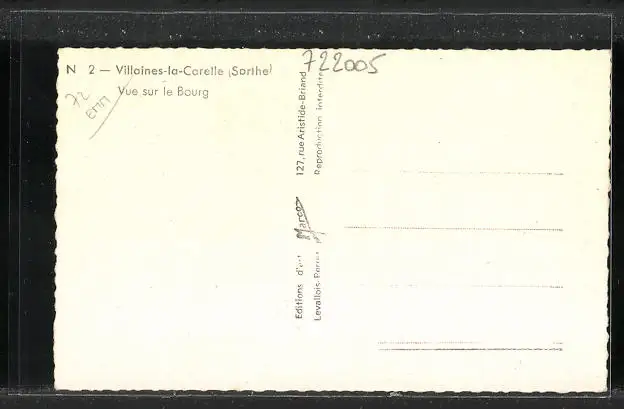 N 2 — Villaines-la-Carelle (Sarthe)
Vue sur le Bourg
72
722005
127, rue Aristide-Briand
Reproduction interdite
Editions d'art Marco
Levallois-Perret